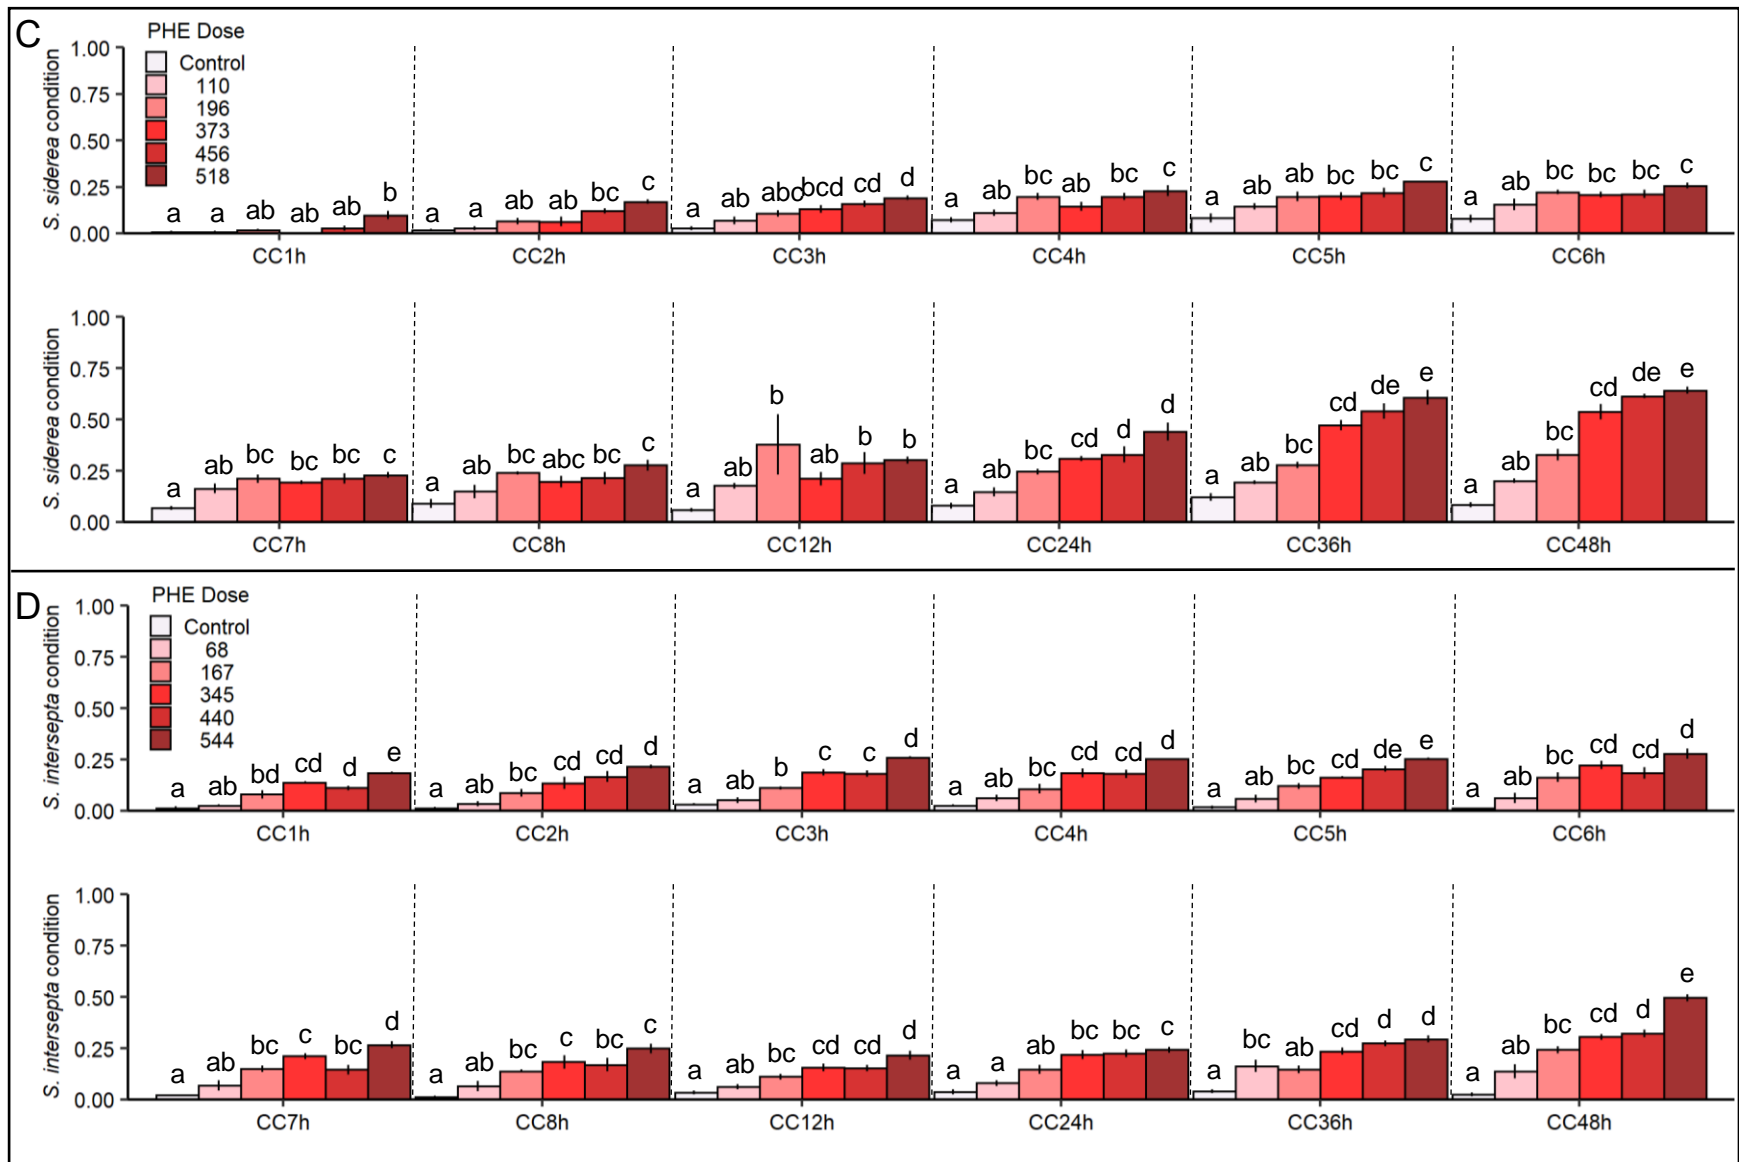 C
PHE Dose
Control
110
196
373
456
518
S. siderea condition
1.00
0.75
0.50
0.25
0.00
a a ab ab ab b
a a ab ab bc c
a ab abc bcd cd d
a ab bc ab bc c
a ab ab bc bc c
a ab bc bc bc c
CC1h CC2h CC3h CC4h CC5h CC6h
S. siderea condition
1.00
0.75
0.50
0.25
0.00
a ab bc bc bc c
a ab bc abc bc c
a ab b ab b b
a ab bc cd d d
a ab bc cd de e
a ab bc cd de e
CC7h CC8h CC12h CC24h CC36h CC48h
D
PHE Dose
Control
68
167
345
440
544
S. intersepta condition
1.00
0.75
0.50
0.25
0.00
a ab bd cd d e
a ab bc cd cd d
a ab b c c d
a ab bc cd cd d
a ab bc cd de e
a ab bc cd cd d
CC1h CC2h CC3h CC4h CC5h CC6h
S. intersepta condition
1.00
0.75
0.50
0.25
0.00
a ab bc c bc d
a ab bc c bc c
a ab bc cd cd d
a a ab bc bc c
a bc ab cd d d
a ab bc cd d e
CC7h CC8h CC12h CC24h CC36h CC48h